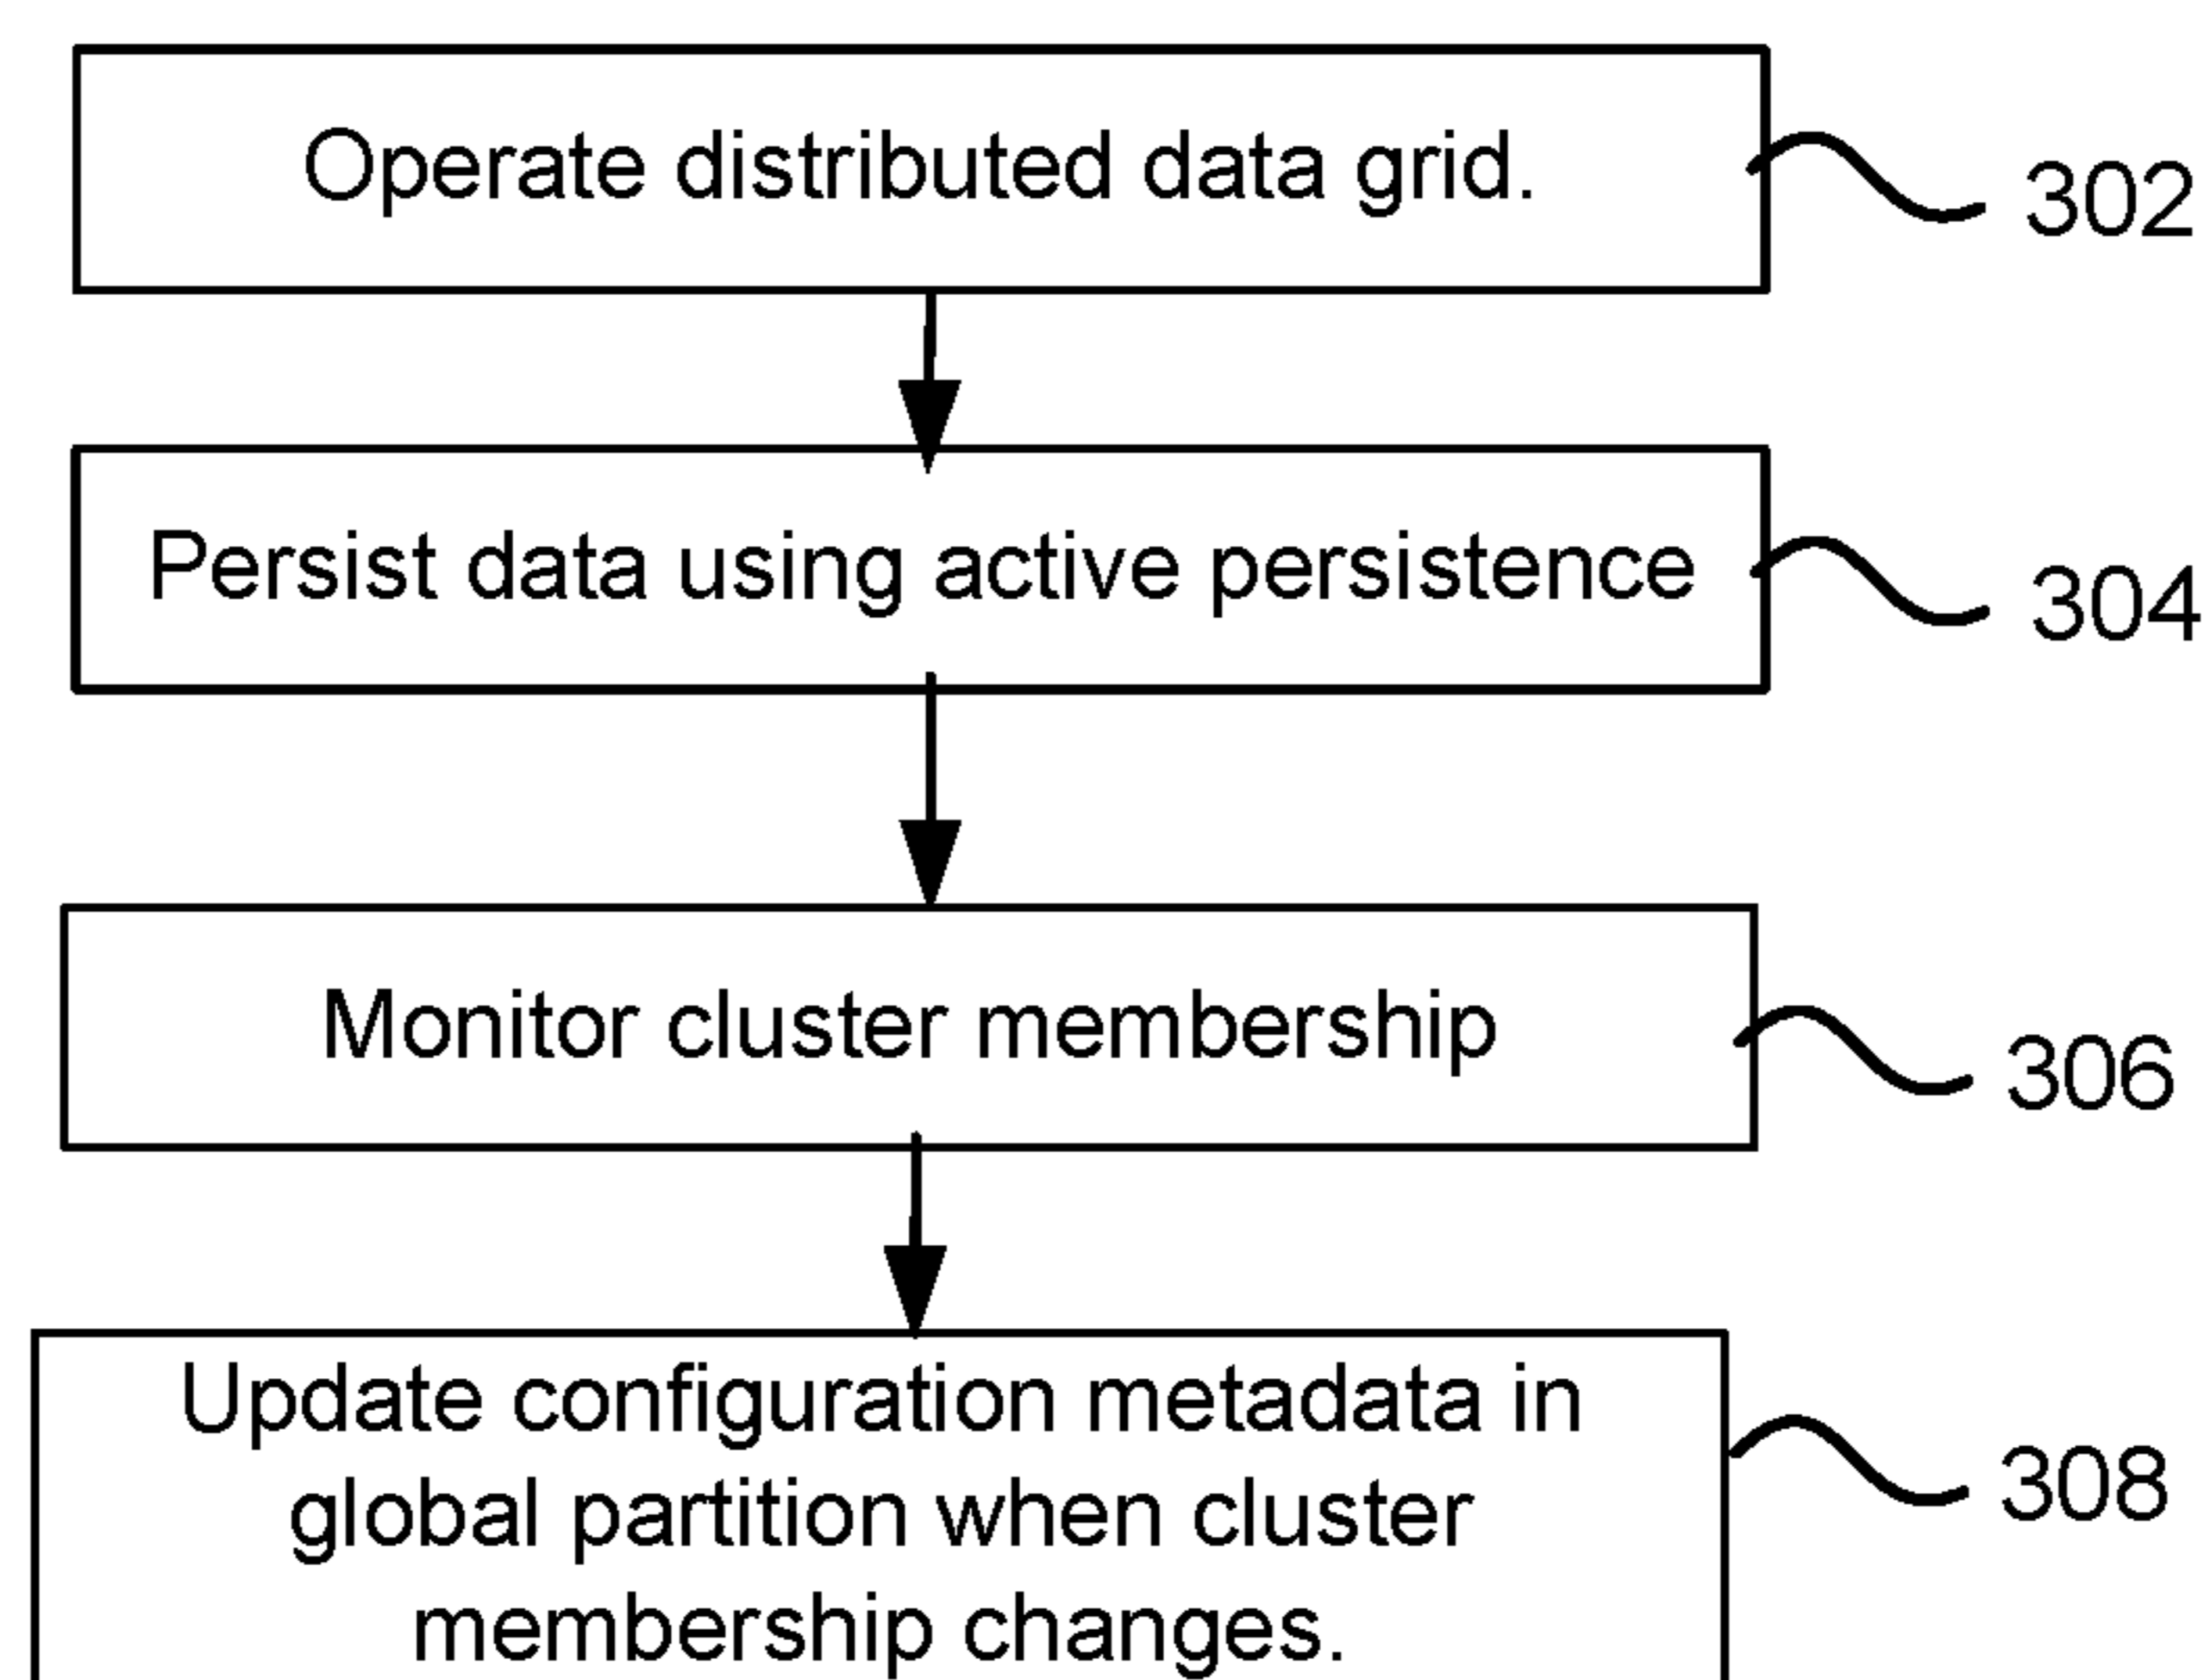 Operate distributed data grid.
302
Persist data using active persistence
304
Monitor cluster membership
306
Update configuration metadata in
global partition when cluster
membership changes.
308